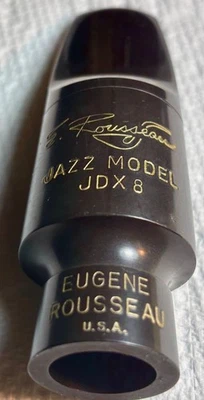 E. Rousseau
JAZZ MODEL
JDX 8
EUGENE
ROUSSEAU
U.S.A.